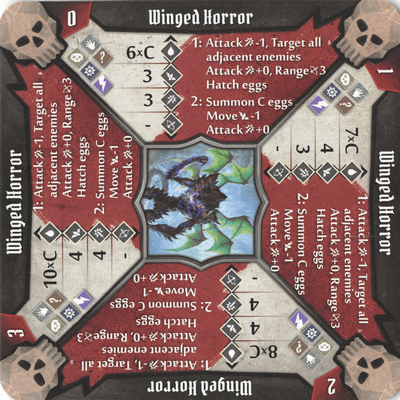 0
Winged Horror
6×C
3
3
-
1: Attack -1, Target all
adjacent enemies
Attack +0, Range 3
Hatch eggs
2: Summon C eggs
Move -1
Attack +0
1
Winged Horror
7×C
4
3
-
1: Attack -1, Target all
adjacent enemies
Attack +0, Range 3
Hatch eggs
2: Summon C eggs
Move -1
Attack +0
2
Winged Horror
8×C
4
4
-
1: Attack -1, Target all
adjacent enemies
Attack +0, Range 3
Hatch eggs
2: Summon C eggs
Move -1
Attack +0
3
Winged Horror
10×C
4
4
-
1: Attack -1, Target all
adjacent enemies
Attack +0, Range 3
Hatch eggs
2: Summon C eggs
Move -1
Attack +0